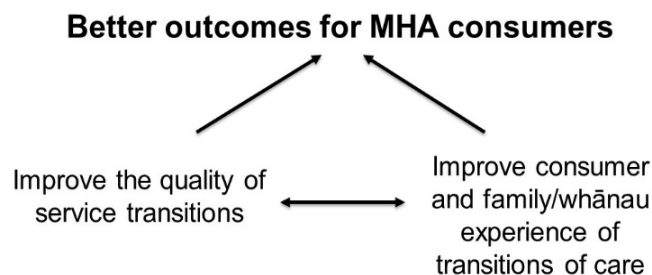 Better outcomes for MHA consumers
Improve the quality of
service transitions
Improve consumer
and family/whānau
experience of
transitions of care